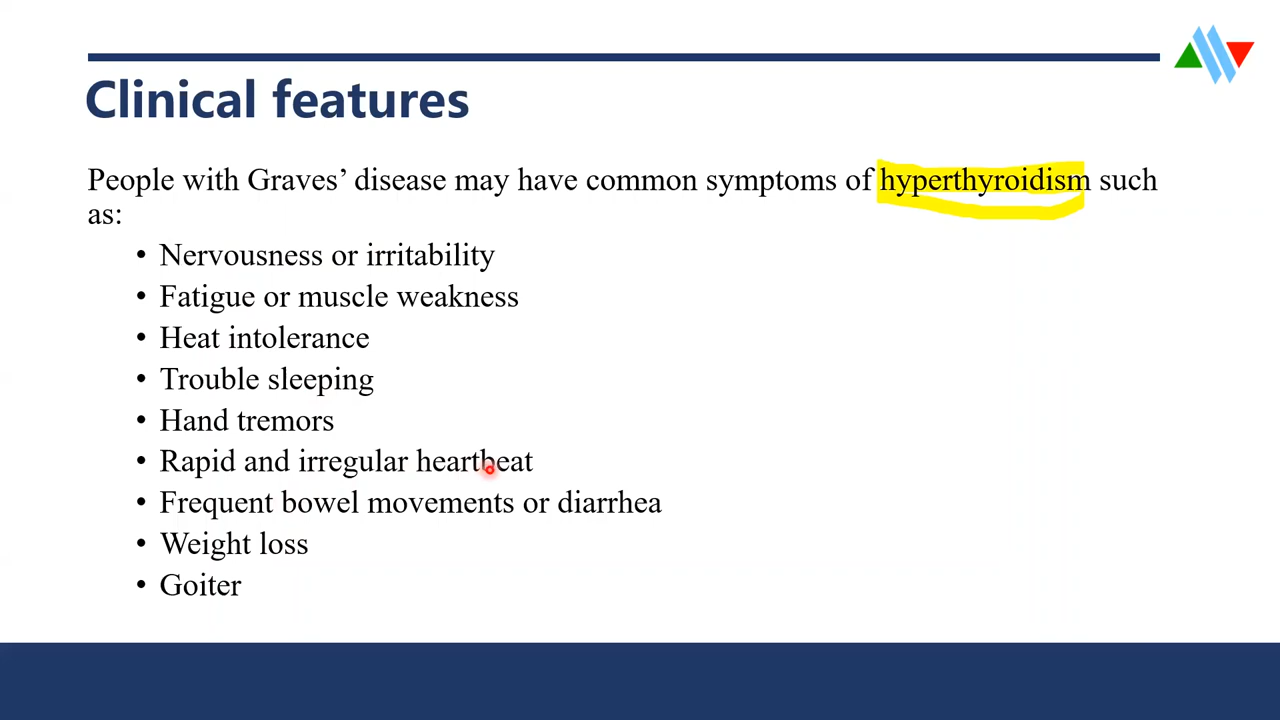 Clinical features
People with Graves’ disease may have common symptoms of hyperthyroidism such
as:
• Nervousness or irritability
• Fatigue or muscle weakness
• Heat intolerance
• Trouble sleeping
• Hand tremors
• Rapid and irregular heartbeat
• Frequent bowel movements or diarrhea
• Weight loss
• Goiter